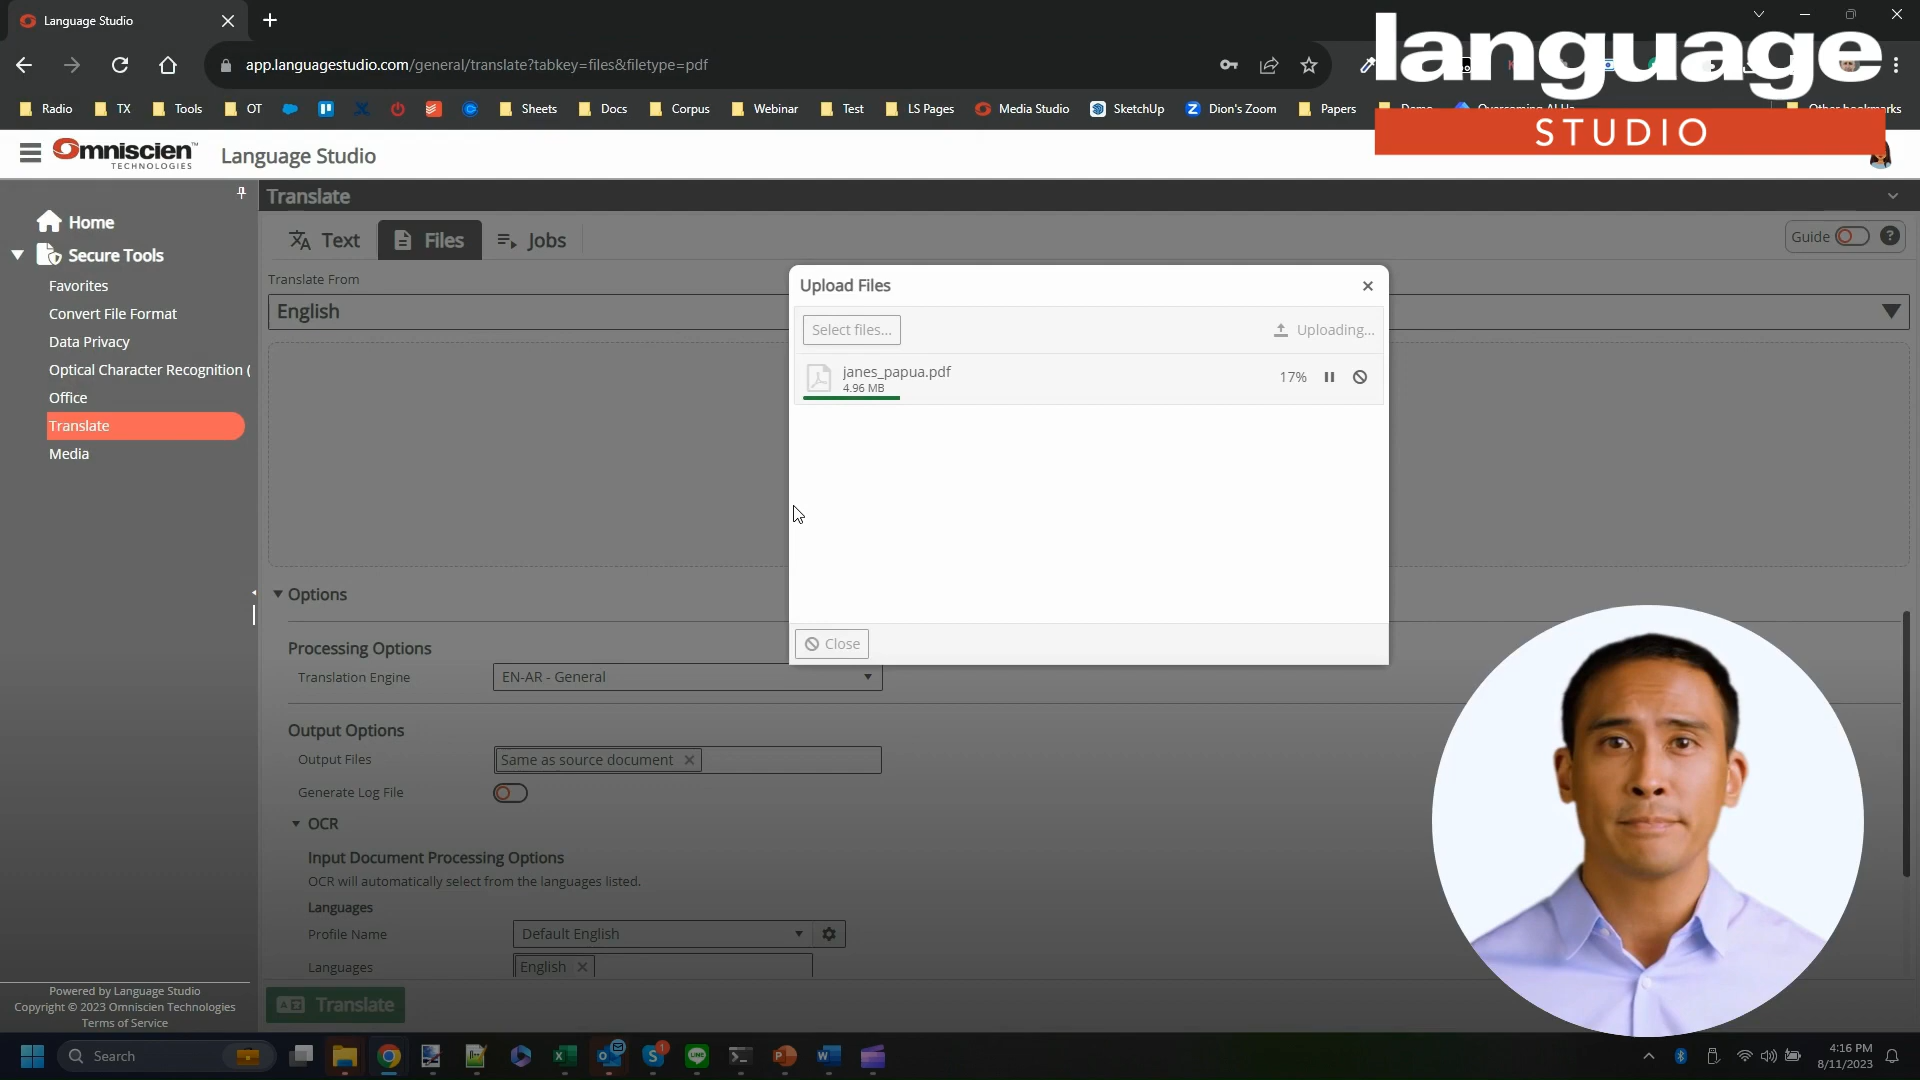 Language Studio
app.languagestudio.com/general/translate?tabkey=files&filetype=pdf
Radio TX Tools OT Sheets Docs Corpus Webinar Test LS Pages Media Studio SketchUp Dion's Zoom Papers
language
STUDIO
Omniscien
TECHNOLOGIES
Language Studio
Translate
Home
Secure Tools
Favorites
Convert File Format
Data Privacy
Optical Character Recognition (
Office
Translate
Media
Text Files Jobs
Guide
Translate From
English
Upload Files
Select files...
Uploading...
janes_papua.pdf
4.96 MB
17%
Close
Options
Processing Options
Translation Engine EN-AR - General
Output Options
Output Files Same as source document
Generate Log File
OCR
Input Document Processing Options
OCR will automatically select from the languages listed.
Languages
Profile Name Default English
Languages English
Translate
Powered by Language Studio
Copyright © 2023 Omniscien Technologies
Terms of Service
Search
4:16 PM
8/11/2023